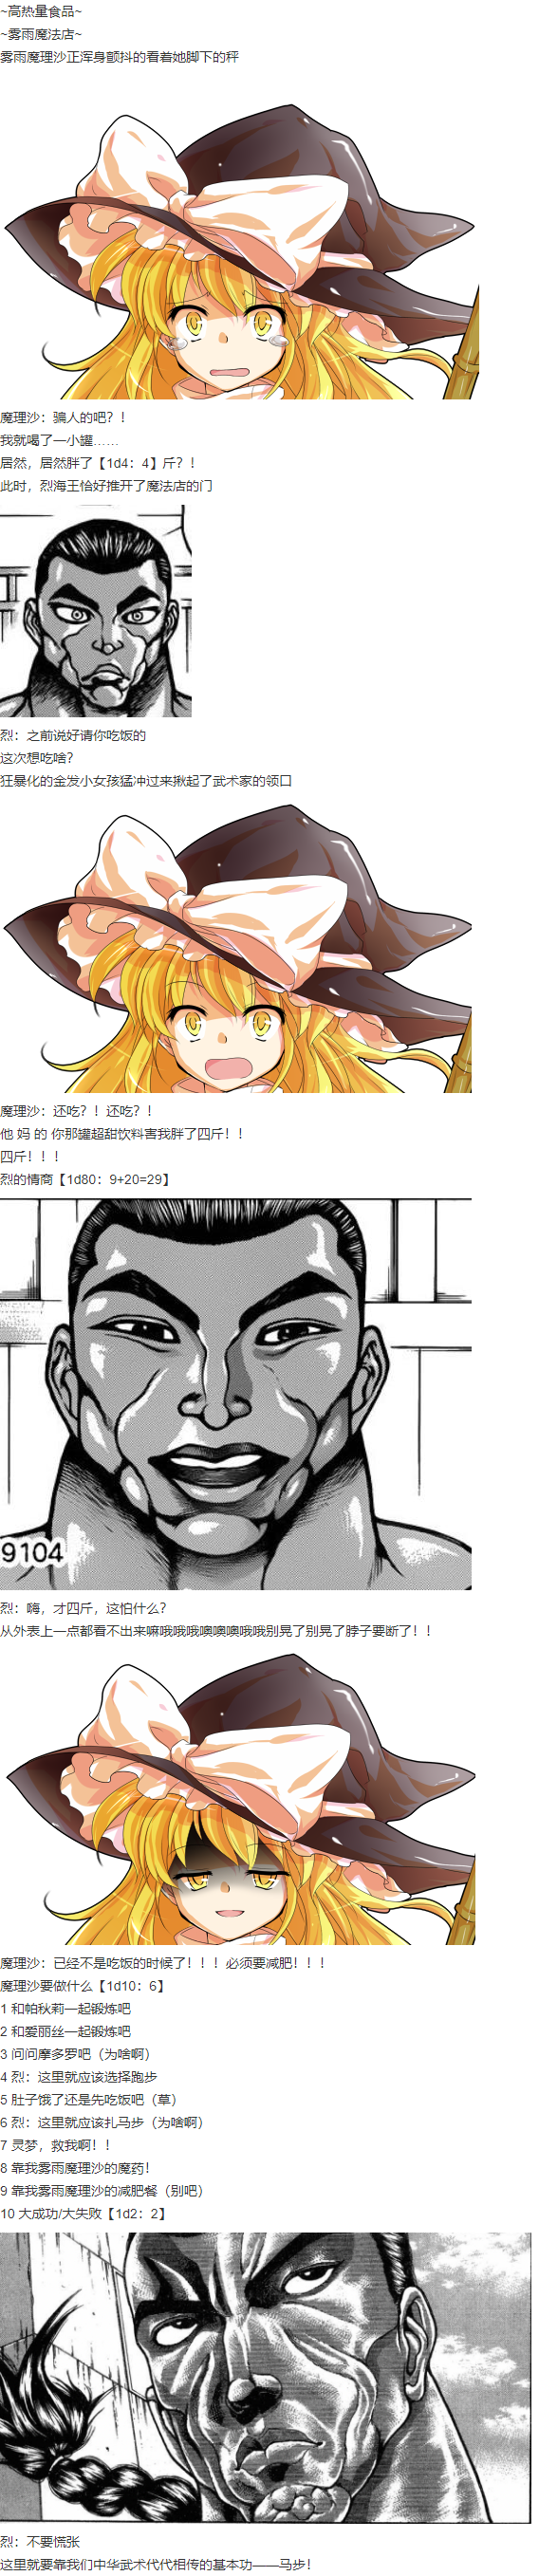 ~高热量食品~
~雾雨魔法店~
雾雨魔理沙正浑身颤抖的看着她脚下的秤
魔理沙：骗人的吧？！
我就喝了一小罐……
居然，居然胖了【1d4：4】斤？！
此时，烈海王恰好推开了魔法店的门
烈：之前说好请你吃饭的
这次想吃啥？
狂暴化的金发小女孩猛冲过来揪起了武术家的领口
魔理沙：还吃？！还吃？！
他 妈 的 你那罐超甜饮料害我胖了四斤！！
四斤！！！
烈的情商【1d80：9+20=29】
9104
烈：嗨，才四斤，这怕什么？
从外表上一点都看不出来嘛哦哦哦噢噢噢哦哦别晃了别晃了脖子要断了！！
魔理沙：已经不是吃饭的时候了！！！必须要减肥！！！
魔理沙要做什么【1d10：6】
1 和帕秋莉一起锻炼吧
2 和爱丽丝一起锻炼吧
3 问问摩多罗吧（为啥啊）
4 烈：这里就应该选择跑步
5 肚子饿了还是先吃饭吧（草）
6 烈：这里就应该扎马步（为啥啊）
7 灵梦，救我啊！！
8 靠我雾雨魔理沙的魔药！
9 靠我雾雨魔理沙的减肥餐（别吧）
10 大成功/大失败【1d2：2】
烈：不要慌张
这里就要靠我们中华武术代代相传的基本功——马步！